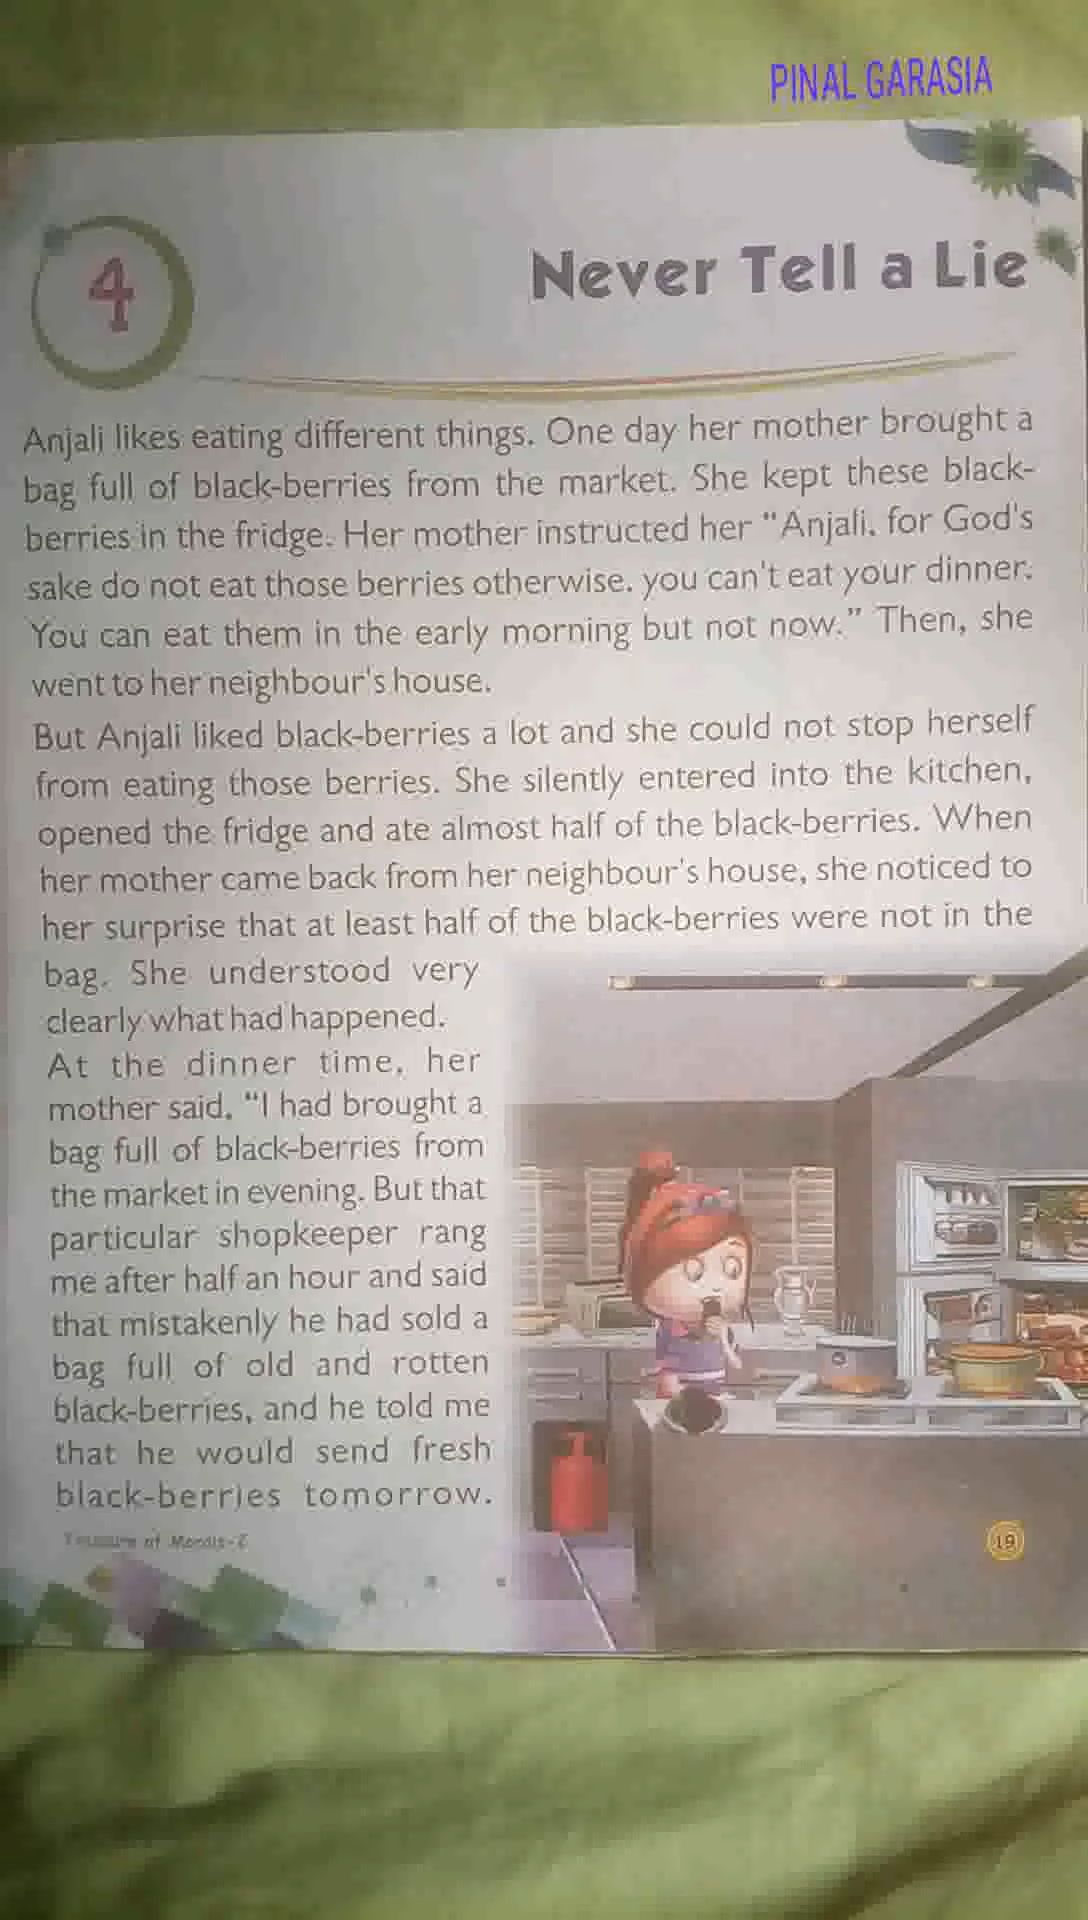 PINAL GARASIA
4
Never Tell a Lie
Anjali likes eating different things. One day her mother brought a
bag full of black-berries from the market. She kept these black-
berries in the fridge. Her mother instructed her "Anjali, for God's
sake do not eat those berries otherwise, you can't eat your dinner.
You can eat them in the early morning but not now." Then, she
went to her neighbour's house.
But Anjali liked black-berries a lot and she could not stop herself
from eating those berries. She silently entered into the kitchen,
opened the fridge and ate almost half of the black-berries. When
her mother came back from her neighbour's house, she noticed to
her surprise that at least half of the black-berries were not in the
bag. She understood very
clearly what had happened.
At the dinner time, her
mother said, "I had brought a
bag full of black-berries from
the market in evening. But that
particular shopkeeper rang
me after half an hour and said
that mistakenly he had sold a
bag full of old and rotten
black-berries, and he told me
that he would send fresh
black-berries tomorrow.
Treasure of Morals-2
19